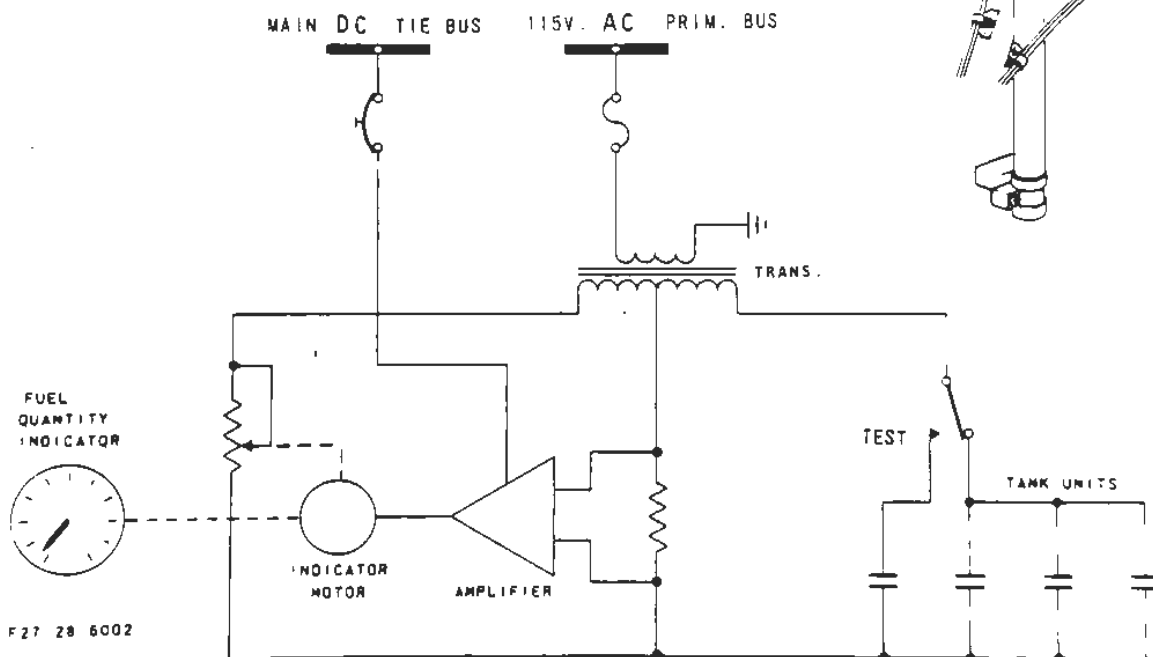 MAIN DC TIE BUS
115V. AC PRIM. BUS
TRANS.
FUEL
QUANTITY
INDICATOR
TEST
TANK UNITS
INDICATOR
MOTOR
AMPLIFIER
F27 28 6002